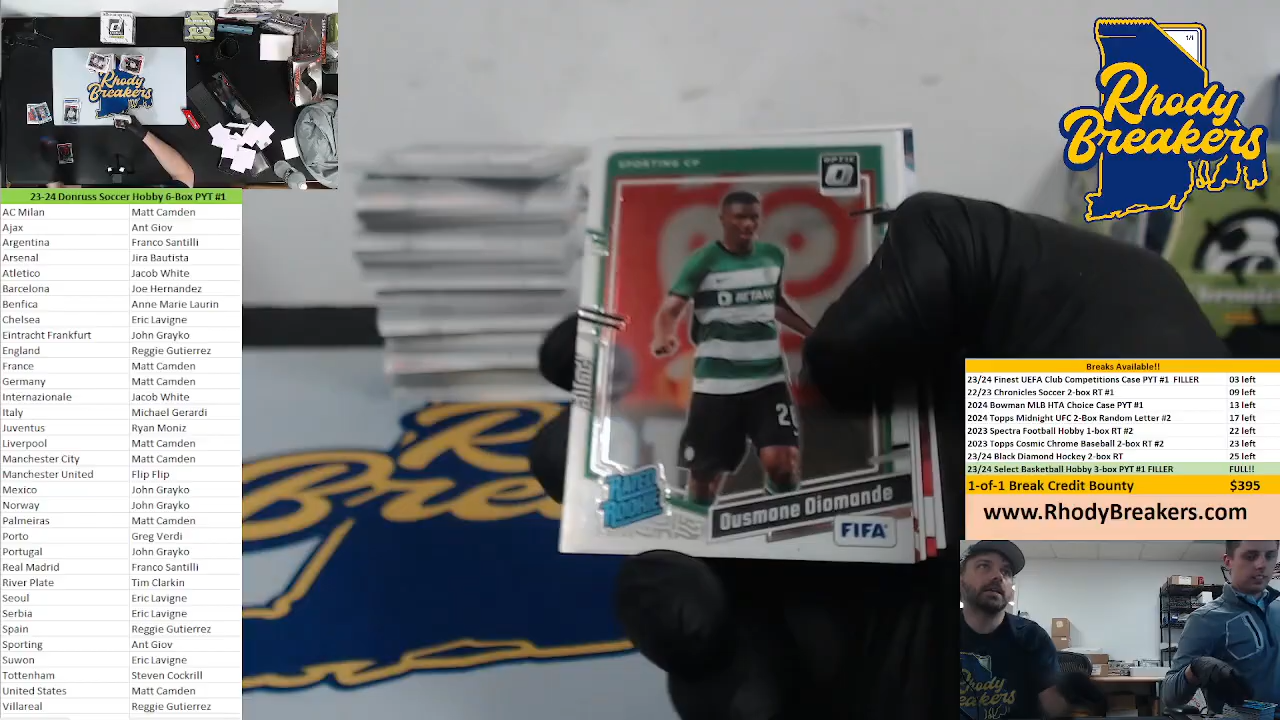 23-24 Donruss Soccer Hobby 6-Box PYT #1
AC Milan Matt Camden
Ajax Ant Giov
Argentina Franco Santilli
Arsenal Jira Bautista
Atletico Jacob White
Barcelona Joe Hernandez
Benfica Anne Marie Laurin
Chelsea Eric Lavigne
Eintracht Frankfurt John Grayko
England Reggie Gutierrez
France Matt Camden
Germany Matt Camden
Internazionale Jacob White
Italy Michael Gerardi
Juventus Ryan Moniz
Liverpool Matt Camden
Manchester City Matt Camden
Manchester United Flip Flip
Mexico John Grayko
Norway John Grayko
Palmeiras Matt Camden
Porto Greg Verdi
Portugal John Grayko
Real Madrid Franco Santilli
River Plate Tim Clarkin
Seoul Eric Lavigne
Serbia Eric Lavigne
Spain Reggie Gutierrez
Sporting Ant Giov
Suwon Eric Lavigne
Tottenham Steven Cockrill
United States Matt Camden
Villareal Reggie Gutierrez
SPORTING CP
OPTIC
BETANO
RATED
ROOKIE
Ousmane Diomande
FIFA
1/1
Rhody
Breakers
Breaks Available!!
23/24 Finest UEFA Club Competitions Case PYT #1 FILLER 03 left
22/23 Chronicles Soccer 2-box RT #1 09 left
2024 Bowman MLB HTA Choice Case PYT #1 13 left
2024 Topps Midnight UFC 2-Box Random Letter #2 17 left
2023 Spectra Football Hobby 1-box RT #2 22 left
2023 Topps Cosmic Chrome Baseball 2-box RT #2 23 left
23/24 Black Diamond Hockey 2-box RT 25 left
23/24 Select Basketball Hobby 3-box PYT #1 FILLER FULL!!
1-of-1 Break Credit Bounty $395
www.RhodyBreakers.com
Rhody
Breakers